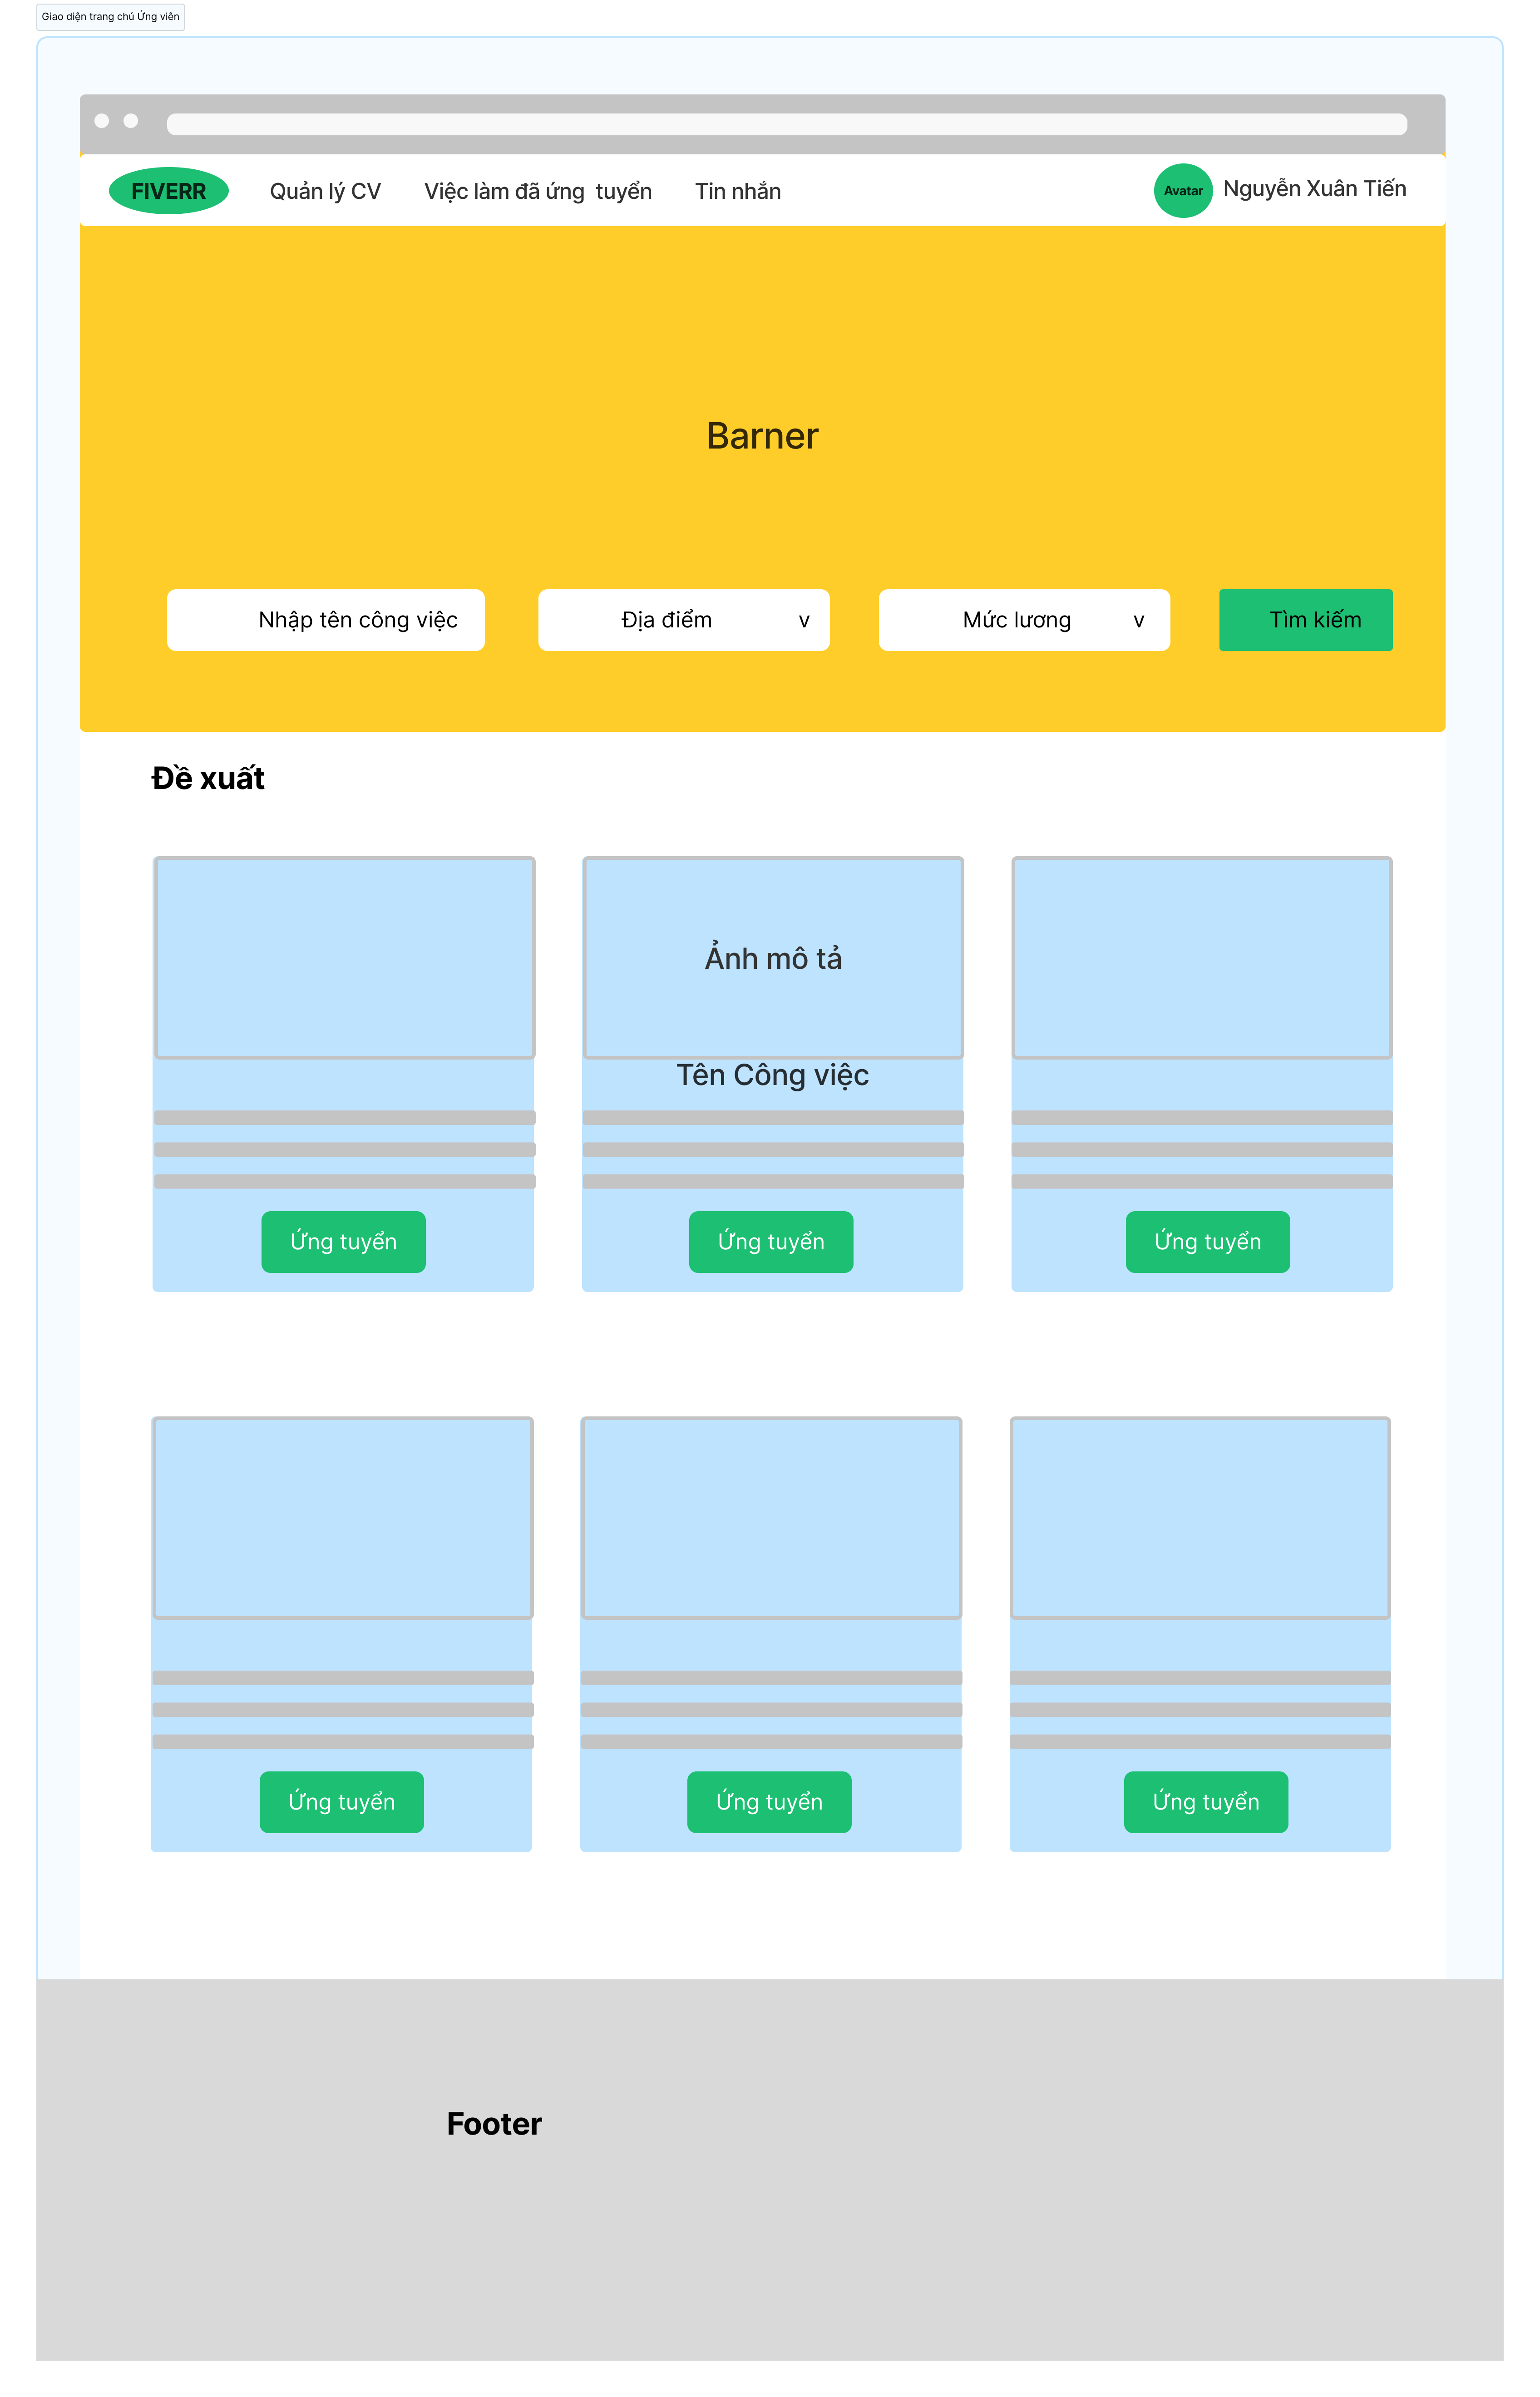 Giao diện trang chủ Ứng viên
FIVERR Quản lý CV Việc làm đã ứng tuyển Tin nhắn Avatar Nguyễn Xuân Tiến
Barner
Nhập tên công việc Địa điểm v Mức lương v Tìm kiếm
Đề xuất
Ảnh mô tả
Tên Công việc
Ứng tuyển Ứng tuyển Ứng tuyển
Ứng tuyển Ứng tuyển Ứng tuyển
Footer